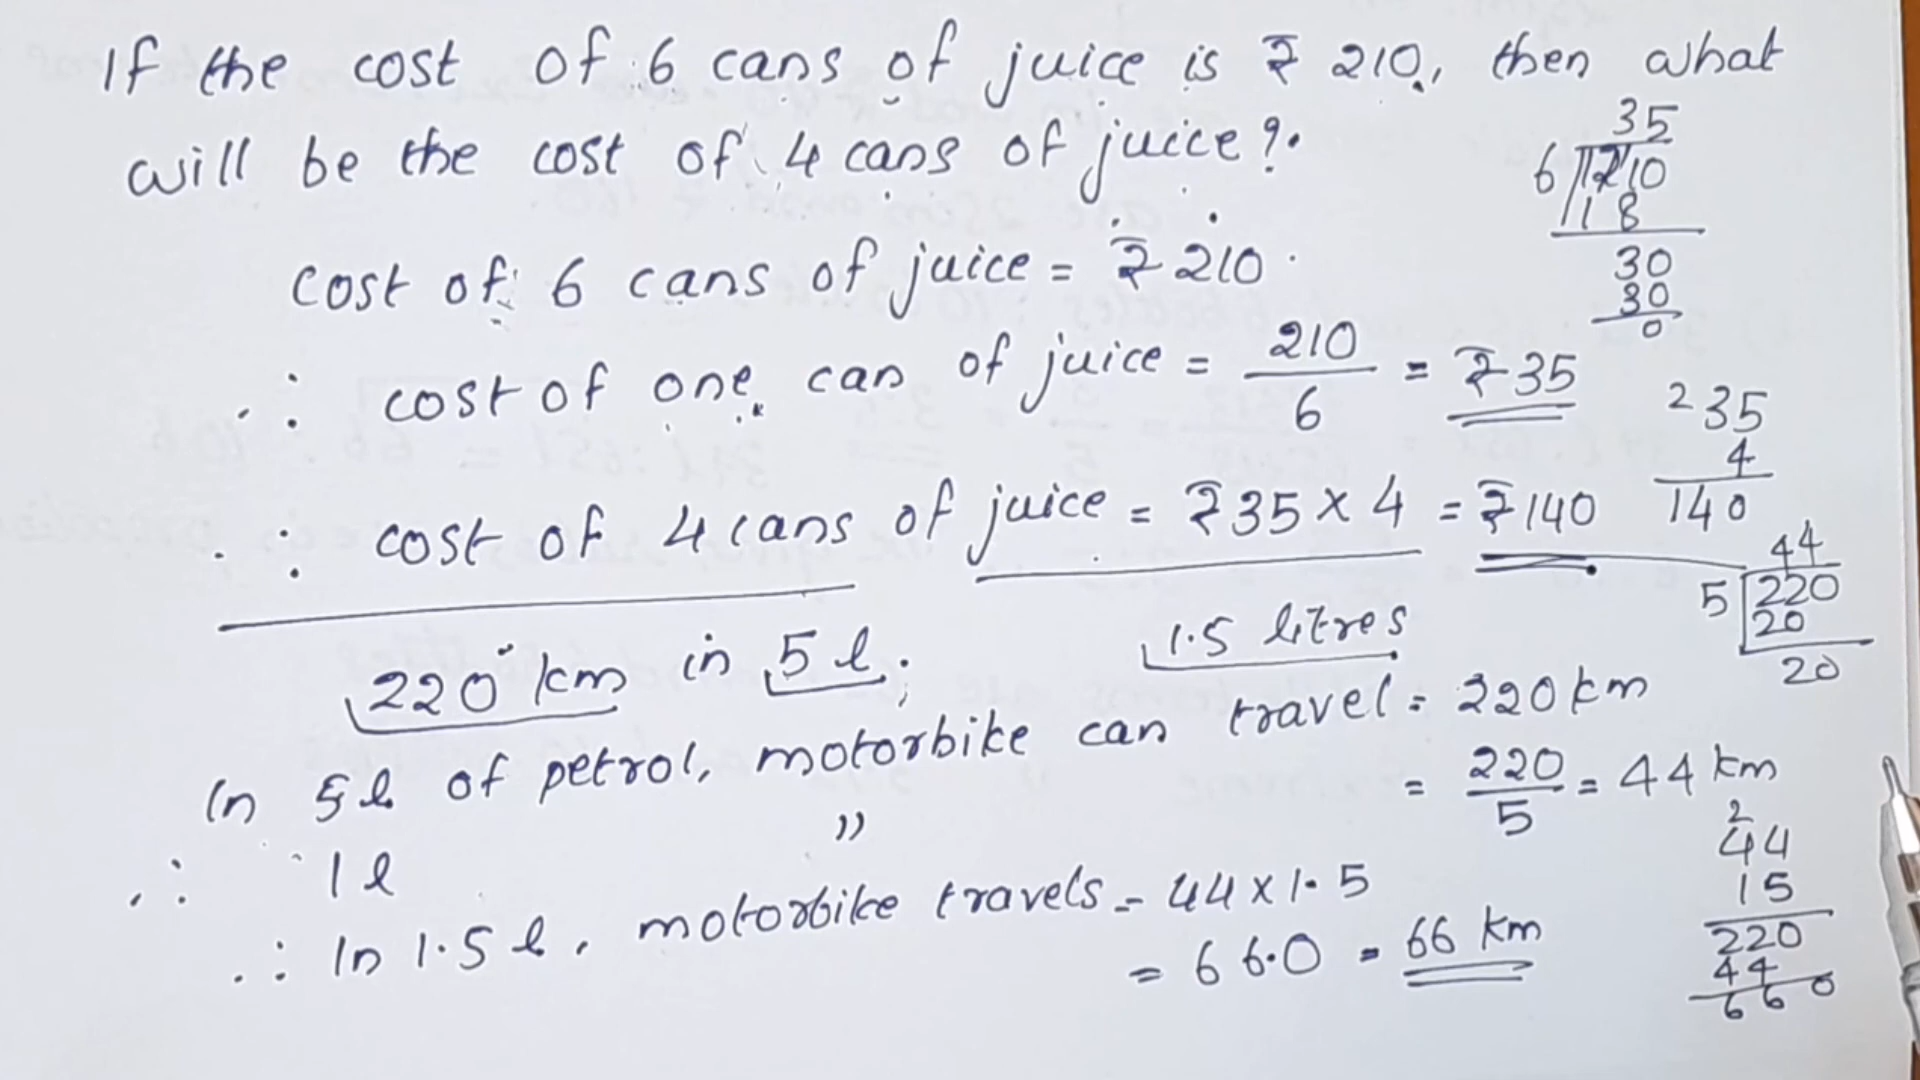 If the cost of 6 cans of juice is ₹ 210, then what
will be the cost of 4 cans of juice?
35
6 210
18
30
30
0
cost of 6 cans of juice = ₹ 210
∴ cost of one can of juice = 210/6 = ₹35
2 35
4
140
∴ cost of 4 cans of juice = ₹35 x 4 = ₹140
44
5 220
20
20
220 km in 5 l. 1.5 litres
In 5 l of petrol, motorbike can travel = 220 km
∴ 1 l " = 220/5 = 44 km
∴ In 1.5 l, motorbike travels = 44 x 1.5
= 66.0 = 66 km
2
44
15
220
44
660